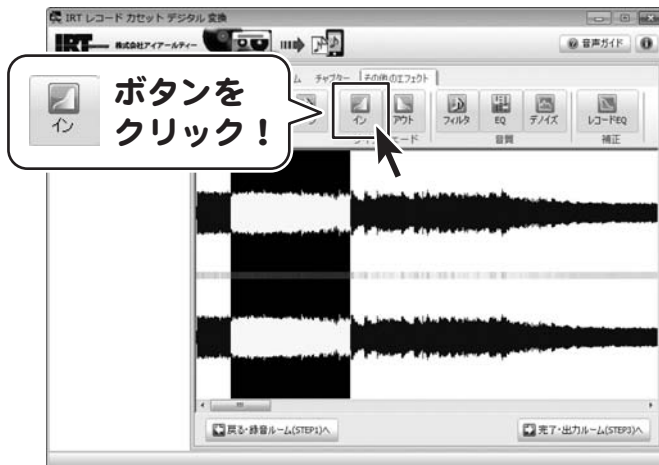 IRT レコード カセット デジタル 変換
IRT 株式会社アイアールティー
音声ガイド
チャプター その他のエフェクト
イン
ボタンを
クリック！
イン アウト フィルタ EQ デノイズ レコードEQ
音質 補正
戻る・録音ルーム(STEP1)へ
完了・出力ルーム(STEP3)へ